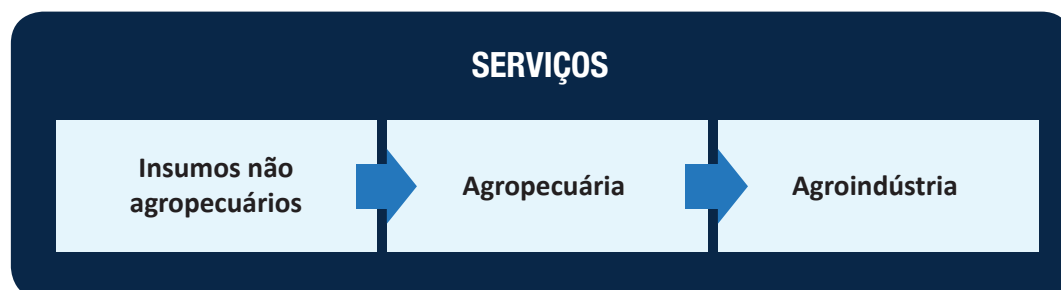 SERVIÇOS
Insumos não
agropecuários
Agropecuária
Agroindústria